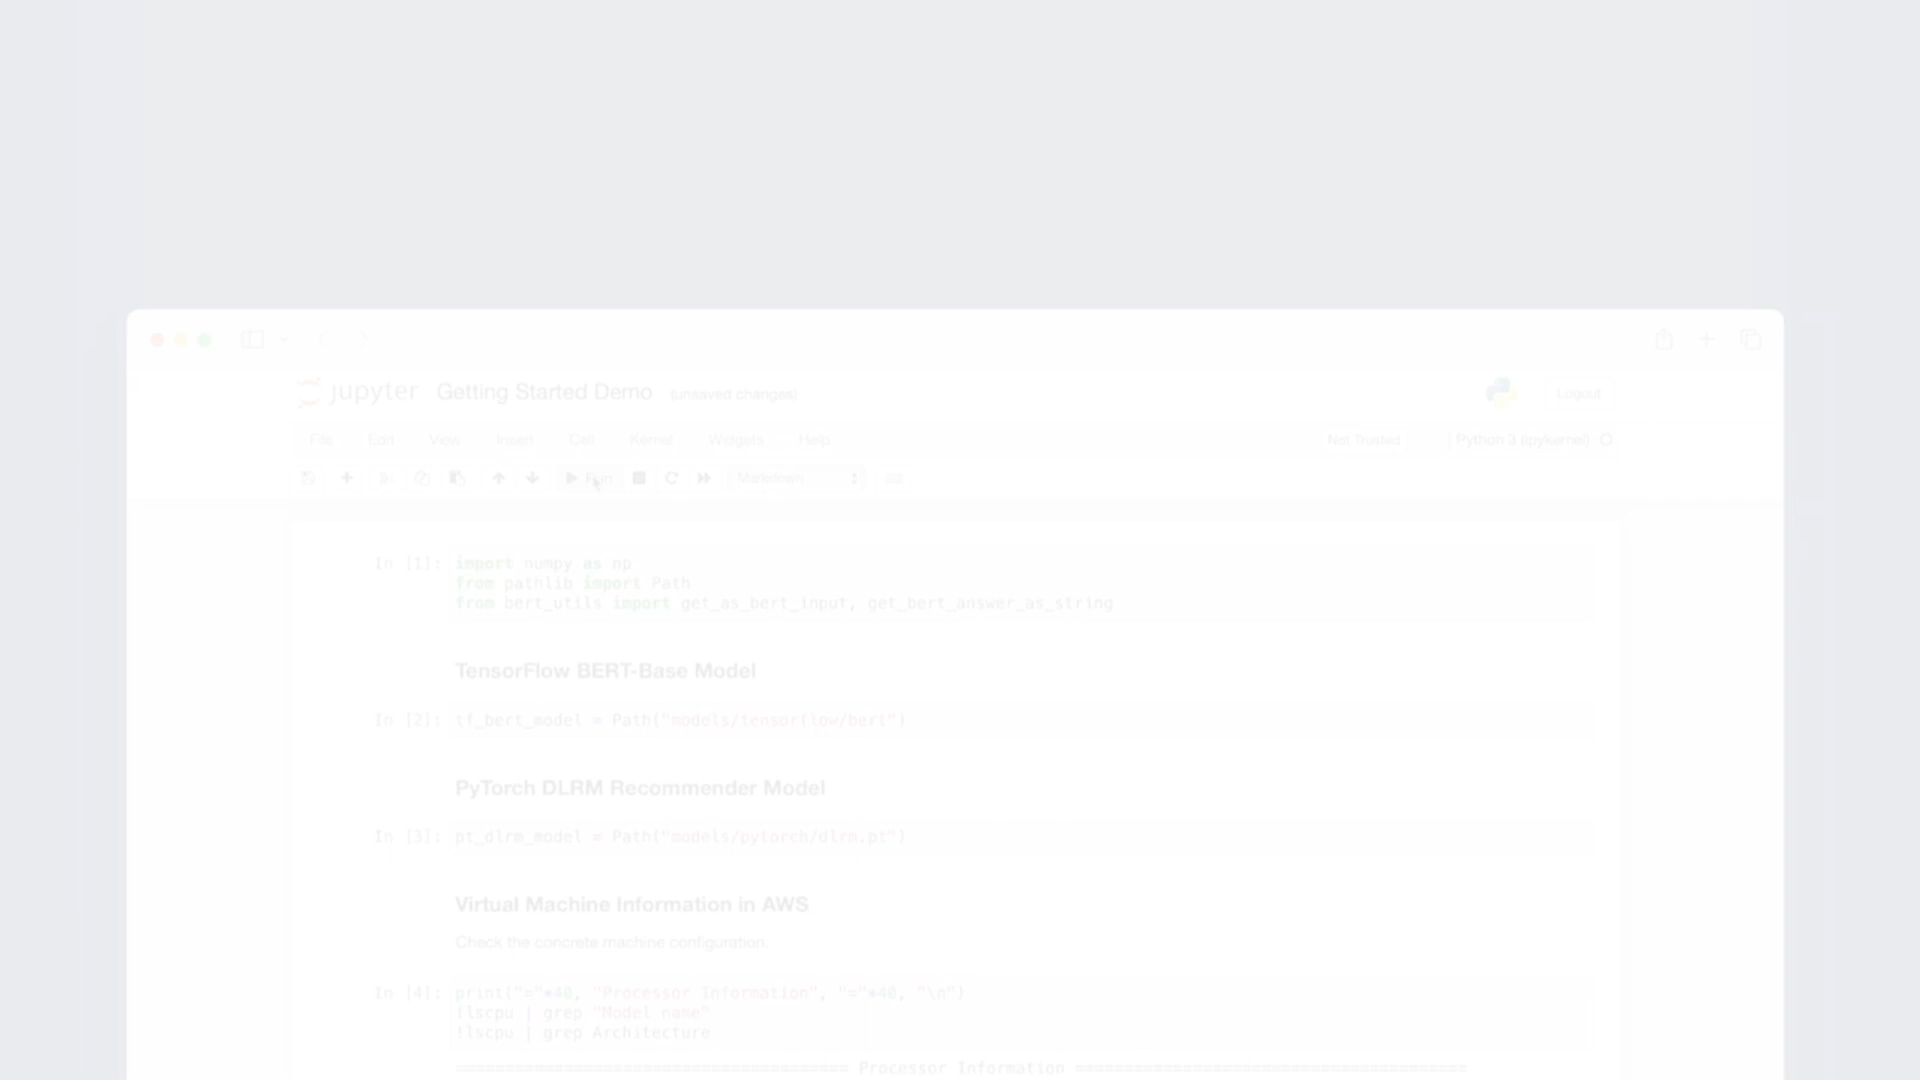 jupyter Getting Started Demo (unsaved changes) Logout
File Edit View Insert Cell Kernel Widgets Help Not Trusted Python 3 (ipykernel)
Run Markdown
In [1]: import numpy as np
from pathlib import Path
from bert_utils import get_as_bert_input, get_bert_answer_as_string
TensorFlow BERT-Base Model
In [2]: tf_bert_model = Path("models/tensorflow/bert")
PyTorch DLRM Recommender Model
In [3]: pt_dlrm_model = Path("models/pytorch/dlrm.pt")
Virtual Machine Information in AWS
Check the concrete machine configuration.
In [4]: print("="*40, "Processor Information", "="*40, "\n")
!lscpu | grep "Model name"
!lscpu | grep Architecture
======================================== Processor Information ========================================